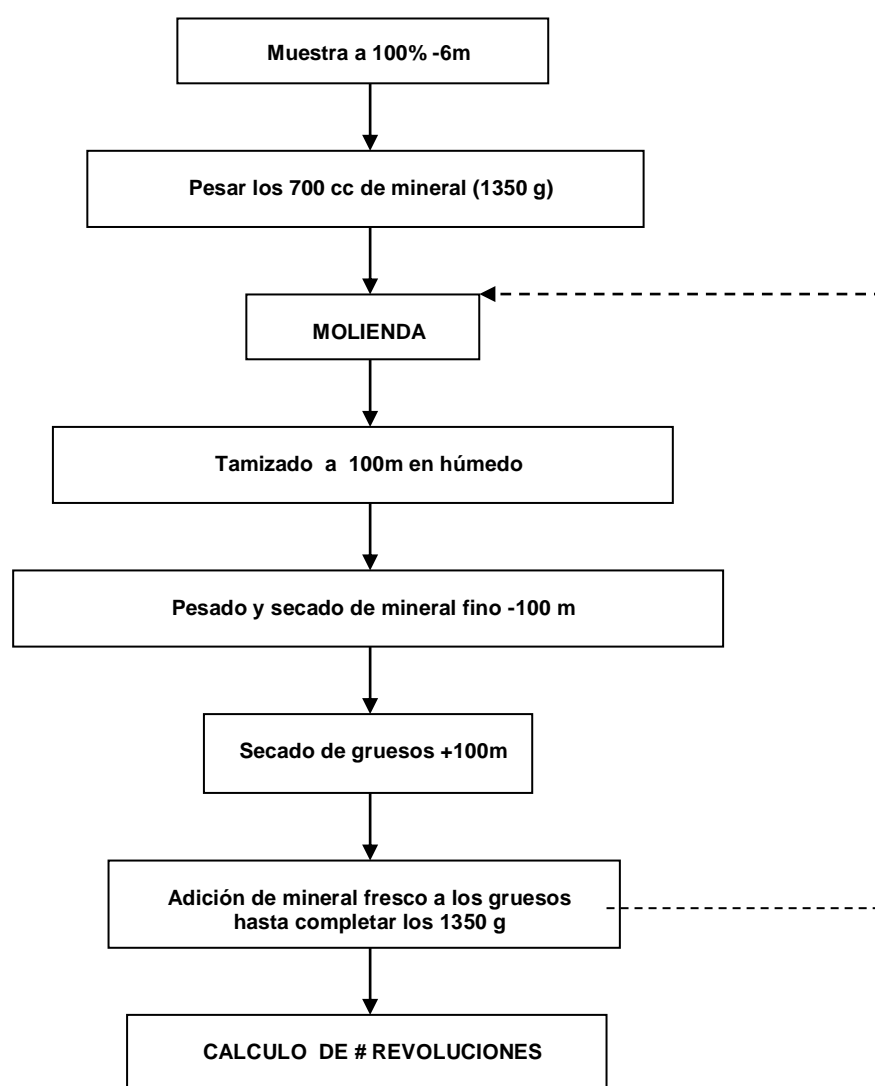 Muestra a 100% -6m
Pesar los 700 cc de mineral (1350 g)
MOLIENDA
Tamizado a 100m en húmedo
Pesado y secado de mineral fino -100 m
Secado de gruesos +100m
Adición de mineral fresco a los gruesos
hasta completar los 1350 g
CALCULO DE # REVOLUCIONES